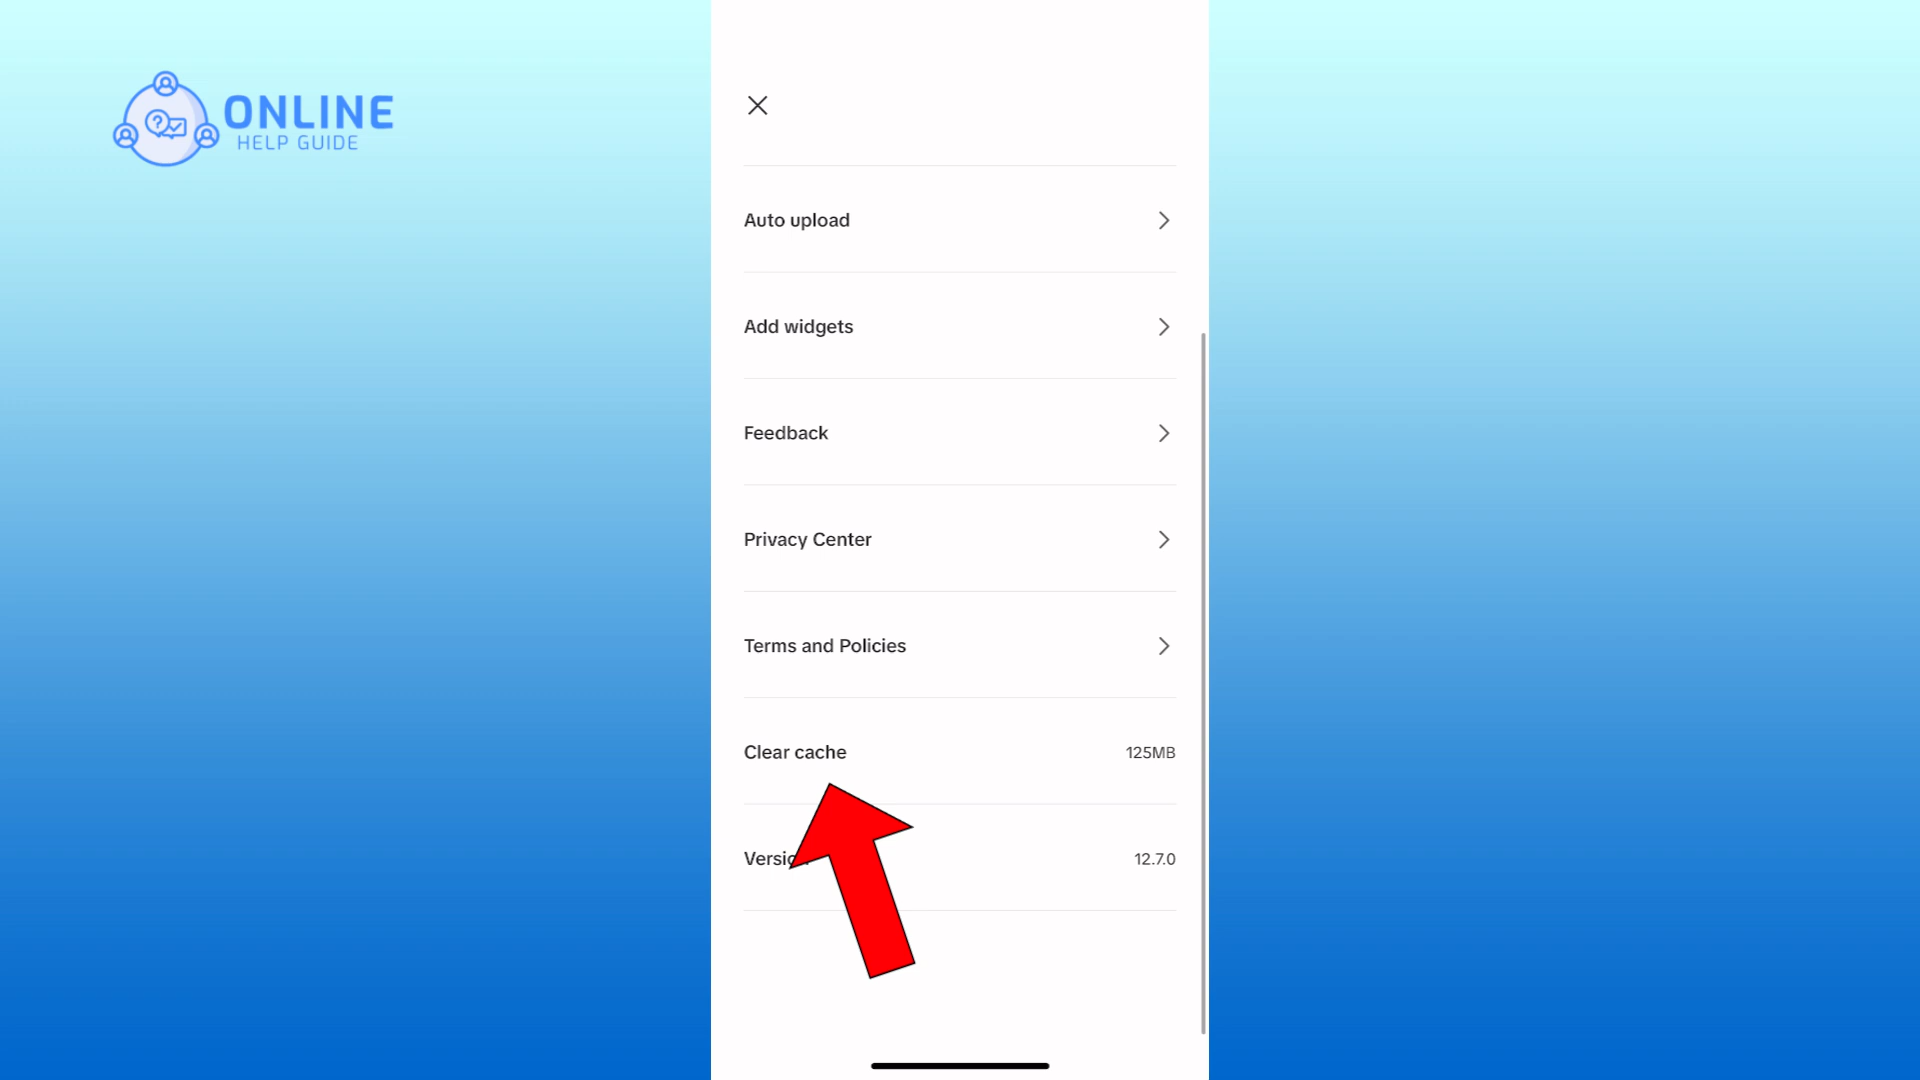 ONLINE
HELP GUIDE
Auto upload
Add widgets
Feedback
Privacy Center
Terms and Policies
Clear cache 125MB
12.7.0